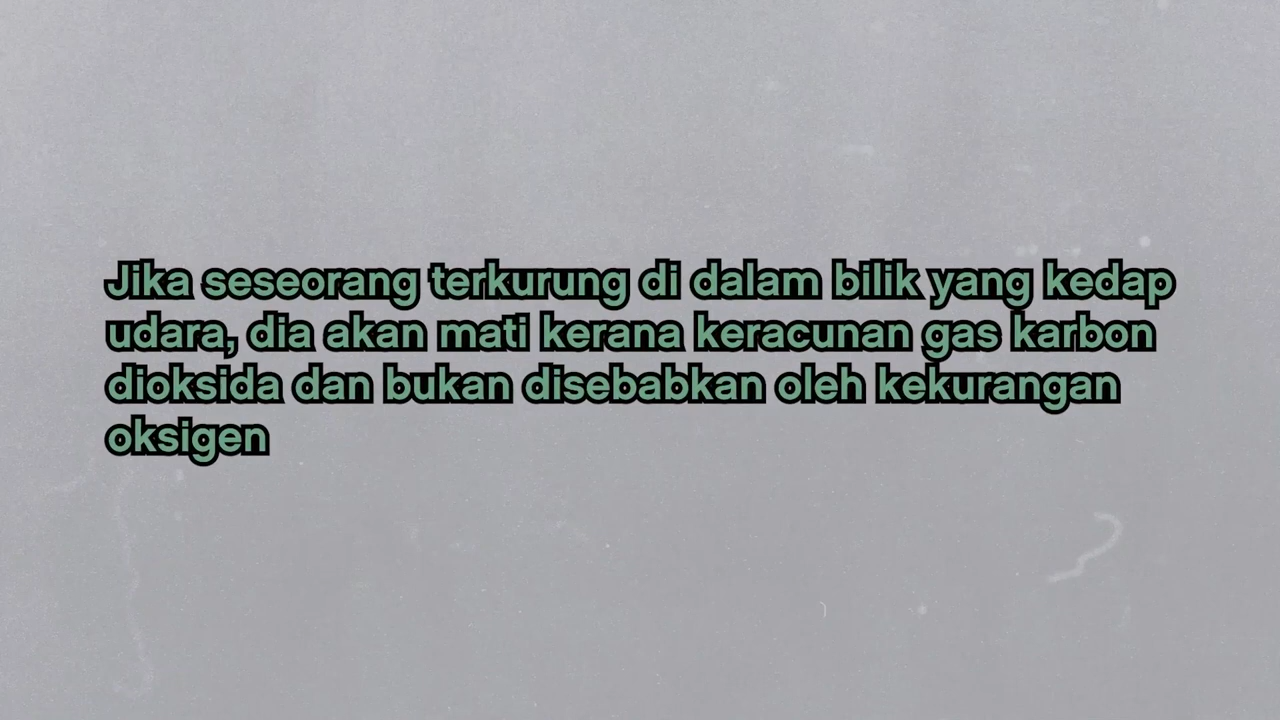 Jika seseorang terkurung di dalam bilik yang kedap
udara, dia akan mati kerana keracunan gas karbon
dioksida dan bukan disebabkan oleh kekurangan
oksigen